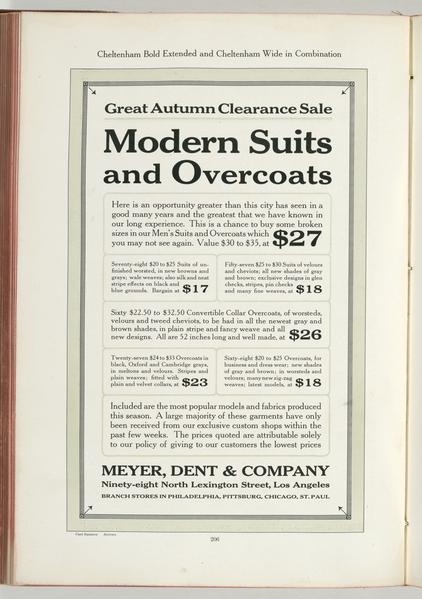 Cheltenham Bold Extended and Cheltenham Wide in Combination
Great Autumn Clearance Sale
Modern Suits
and Overcoats
Here is an opportunity greater than this city has seen in a
good many years and the greatest that we have known in
our long experience. This is a chance to buy some broken
sizes in our Men's Suits and Overcoats which
you may not see again. Value $30 to $35, at $27
Seventy-eight $20 to $25 Suits of un-
finished worsted, in new browns and
grays; wale weaves; also silk and neat
stripe effects on black and
blue grounds. Bargain at $17
Fifty-seven $25 to $30 Suits of velours
and cheviots; all new shades of gray
and brown; exclusive designs in glen
checks, stripes, pin checks
and many fine weaves, at $18
Sixty $22.50 to $32.50 Convertible Collar Overcoats, of worsteds,
velours and tweed cheviots, to be had in all the newest gray and
brown shades, in plain stripe and fancy weave and all
new designs. All are 52 inches long and well made, at $26
Twenty-seven $24 to $33 Overcoats in
black, Oxford and Cambridge grays,
in meltons and velours. Stripes and
plain weaves; fitted with
plain and velvet collars, at $23
Sixty-eight $20 to $25 Overcoats, for
business and dress wear; new shades
of gray and brown; in worsteds and
velours; many new zig-zag
weaves; latest models, at $18
Included are the most popular models and fabrics produced
this season. A large majority of these garments have only
been received from our exclusive custom shops within the
past few weeks. The prices quoted are attributable solely
to our policy of giving to our customers the lowest prices
MEYER, DENT & COMPANY
Ninety-eight North Lexington Street, Los Angeles
BRANCH STORES IN PHILADELPHIA, PITTSBURG, CHICAGO, ST. PAUL
206